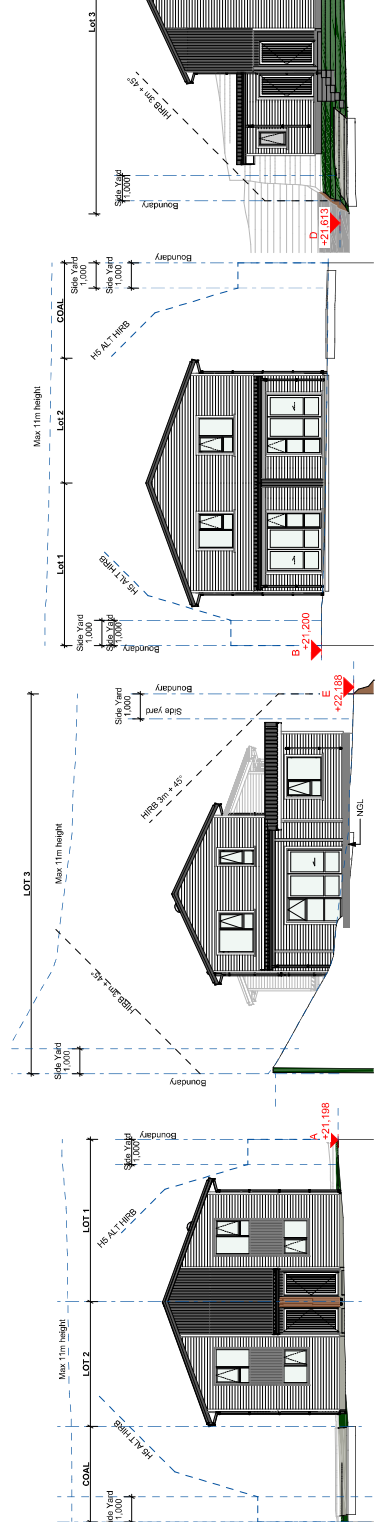 Lot 3
HIRB 3m + 45°
Side Yard
1,000
Boundary
D
+21,613
Max 11m height
COAL
Lot 2
Lot 1
Side Yard
1,000
Side Yard
1,000
Boundary
H5 ALT HIRB
H5 ALT HIRB
Side Yard
1,000
Side Yard
1,000
Boundary
B
+21,200
LOT 3
Max 11m height
Side Yard
1,000
Boundary
Side yard
HIRB 3m + 45°
E
+22,188
NGL
HIRB 3m + 45°
Side Yard
1,000
Boundary
Max 11m height
LOT 1
LOT 2
COAL
Side Yard
1,000
Boundary
A
+21,198
H5 ALT HIRB
H5 ALT HIRB
Side Yard
1,000